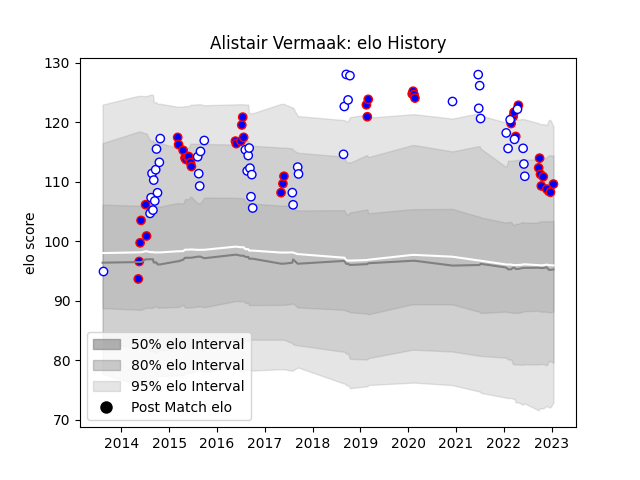 Alistair Vermaak: elo History
130
120
110
100
90
80
70
elo score
50% elo Interval
80% elo Interval
95% elo Interval
Post Match elo
2014 2015 2016 2017 2018 2019 2020 2021 2022 2023